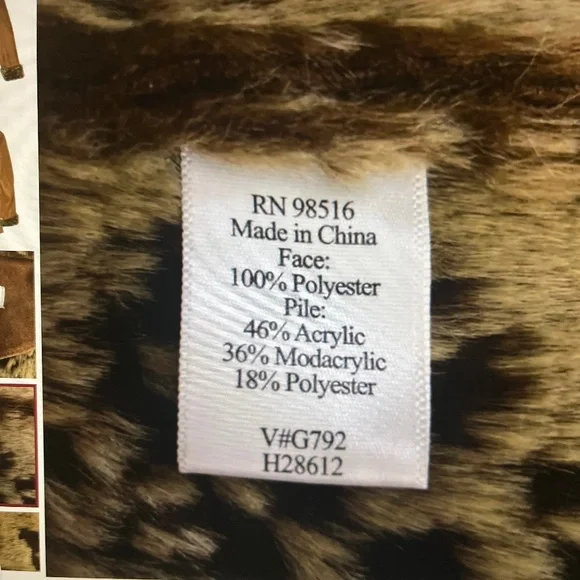 RN 98516
Made in China
Face:
100% Polyester
Pile:
46% Acrylic
36% Modacrylic
18% Polyester
V#G792
H28612